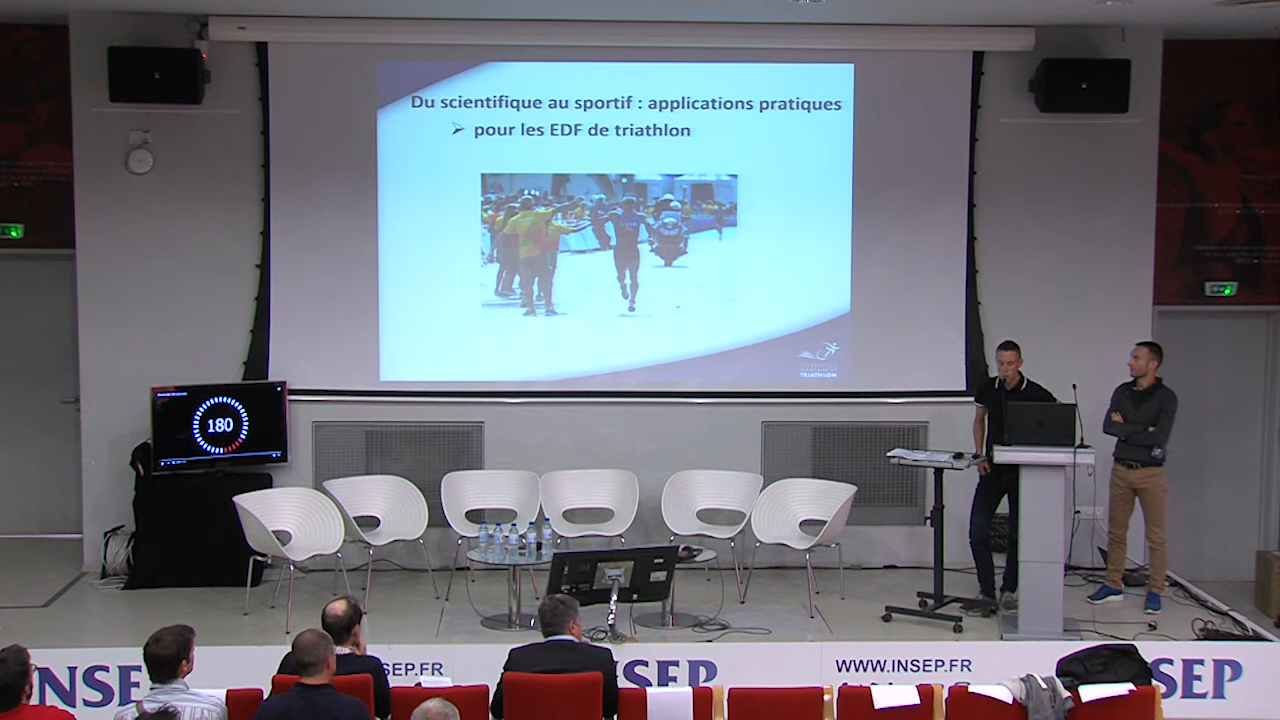 Du scientifique au sportif : applications pratiques
➢ pour les EDF de triathlon
TRIATHLON
180
INSE
INSEP.FR
INSEP
WWW.INSEP.FR
SEP